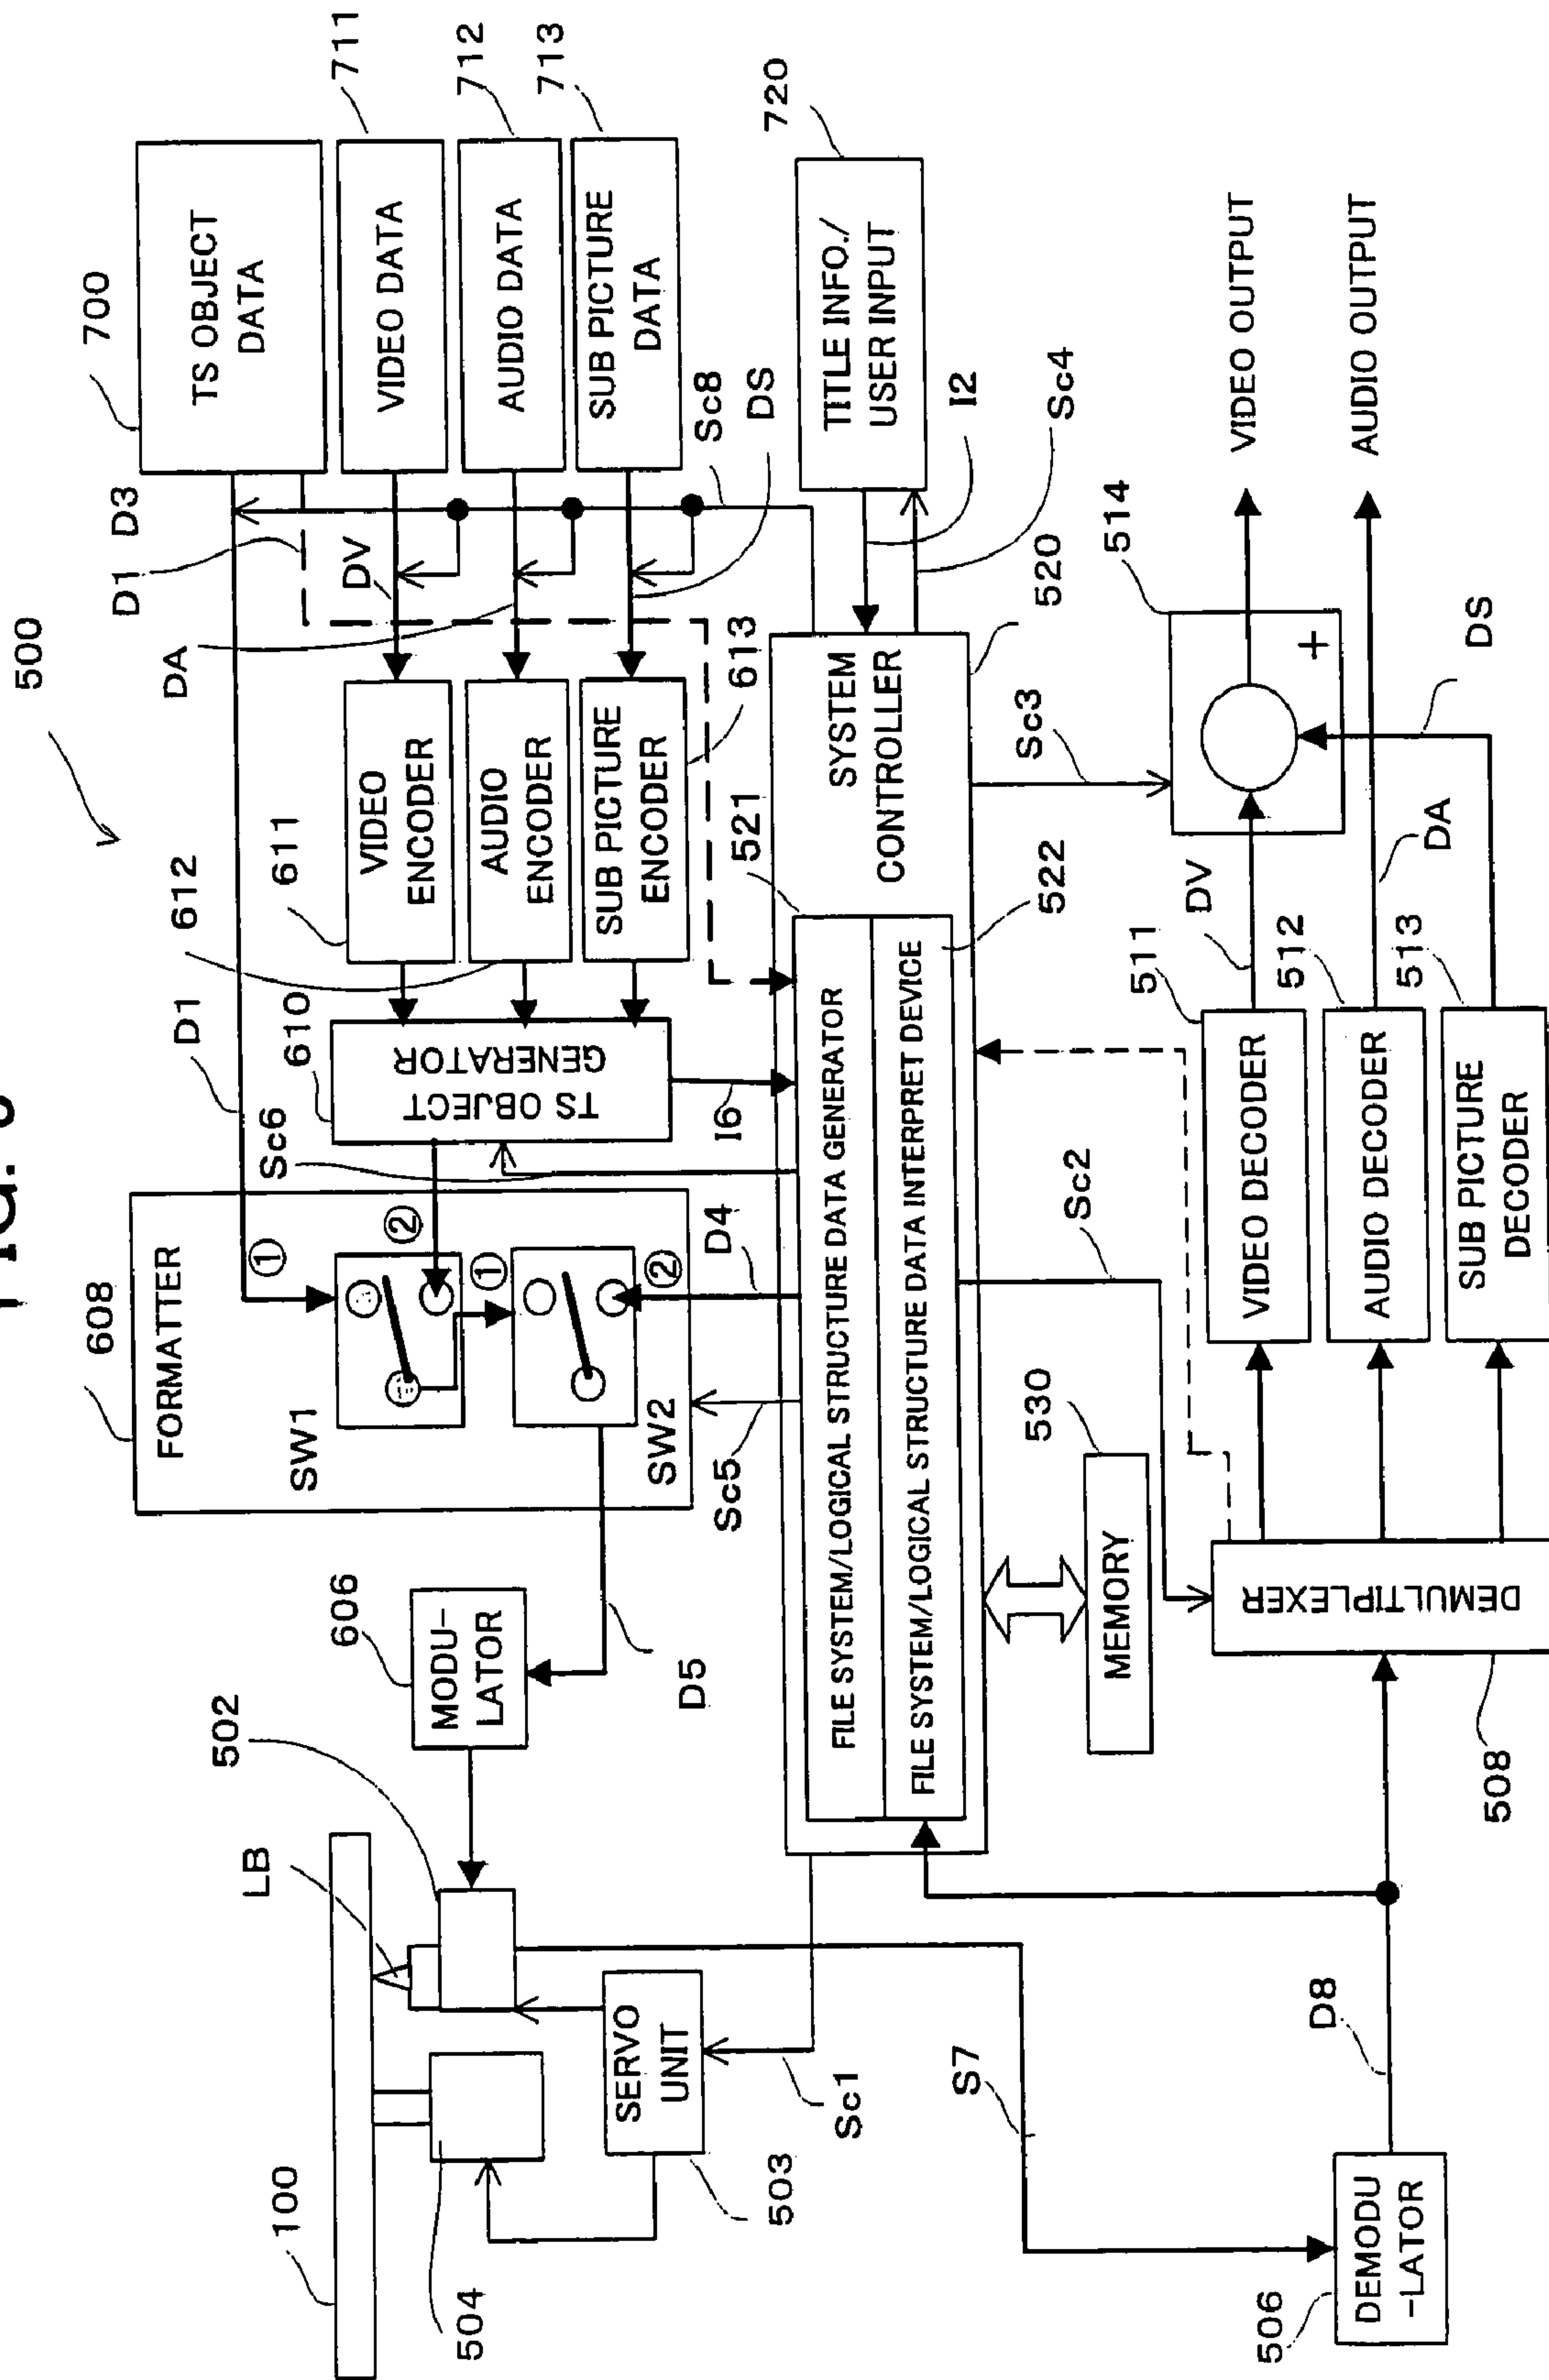 500
100
LB
502
504
SERVO
UNIT
503
Sc1
606
MODU-
LATOR
D5
608
FORMATTER
SW1
①
②
①
②
SW2
Sc5
Sc6
D1
D4
610
TS OBJECT
GENERATOR
I6
612
611
VIDEO
ENCODER
AUDIO
ENCODER
SUB PICTURE
ENCODER
613
DA
D1
D3
DV
DS
Sc8
700
TS OBJECT
DATA
711
VIDEO DATA
712
AUDIO DATA
713
SUB PICTURE
DATA
720
TITLE INFO./
USER INPUT
I2
Sc4
520
SYSTEM
CONTROLLER
521
FILE SYSTEM/LOGICAL STRUCTURE DATA GENERATOR
FILE SYSTEM/LOGICAL STRUCTURE DATA INTERPRET DEVICE
522
Sc3
Sc2
530
MEMORY
S7
506
DEMODU
-LATOR
D8
508
DEMULTIPLEXER
511
VIDEO DECODER
512
AUDIO DECODER
513
SUB PICTURE
DECODER
DV
DA
DS
514
+
VIDEO OUTPUT
AUDIO OUTPUT